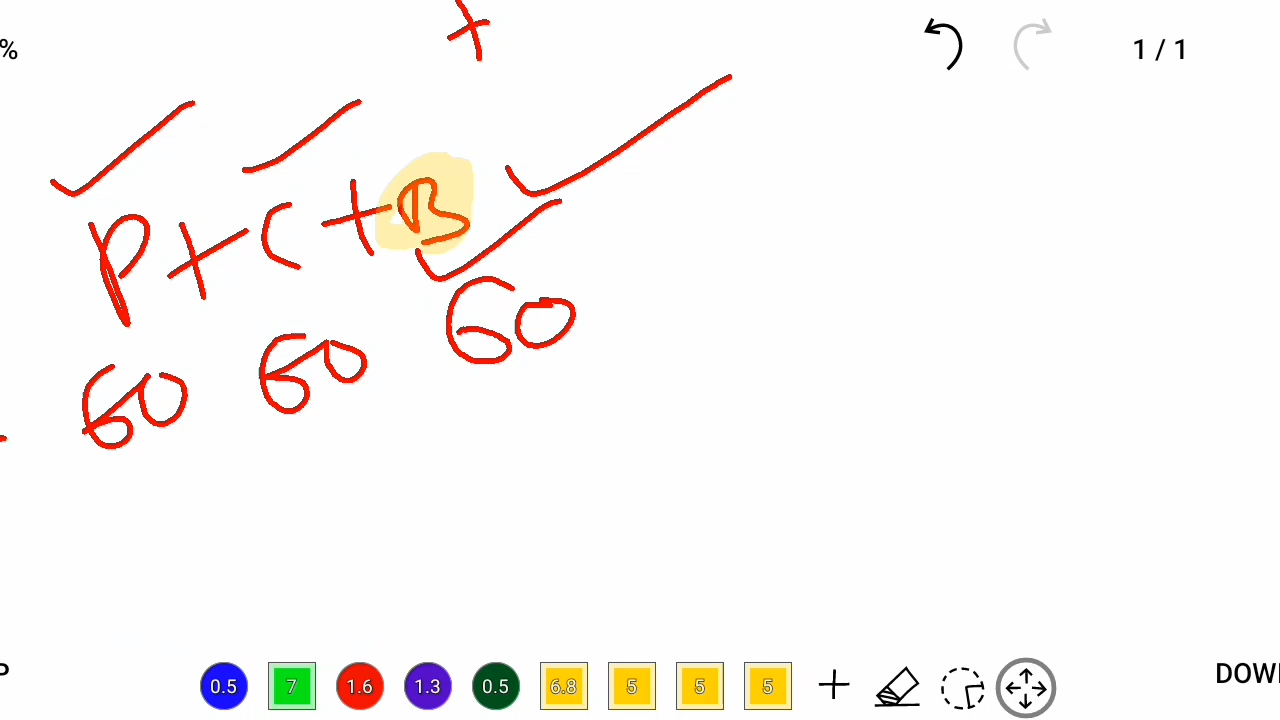 %
1 / 1
+
P + C + B
60 60 60
P
DOW
0.5 7 1.6 1.3 0.5 6.8 5 5 5